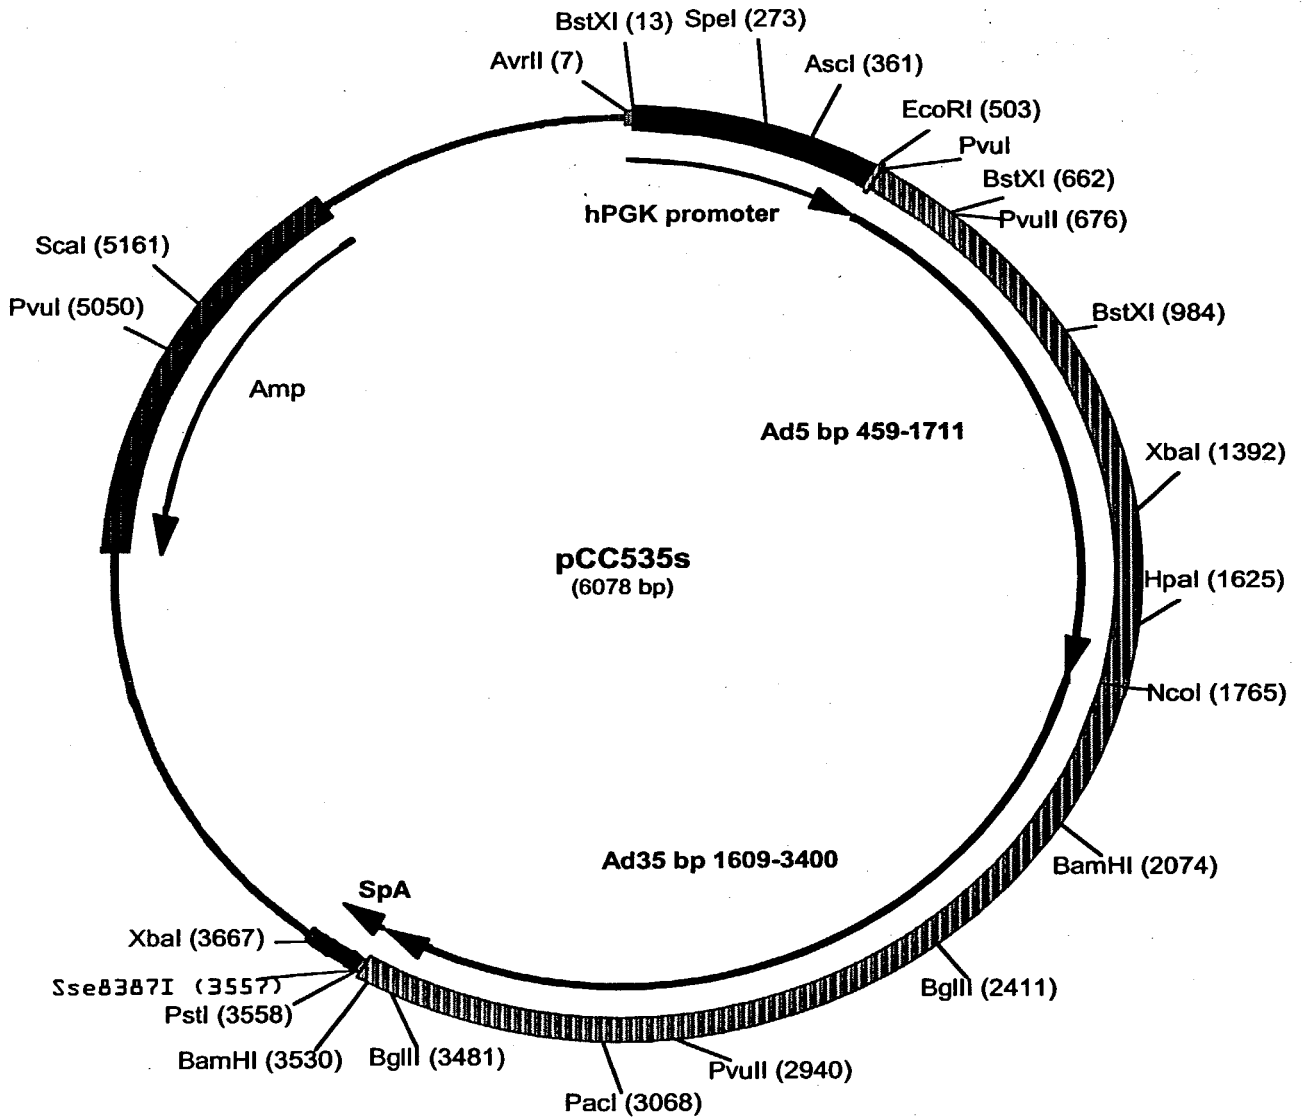 BstXI (13)
SpeI (273)
AvrII (7)
AscI (361)
EcoRI (503)
PvuI
BstXI (662)
PvuII (676)
hPGK promoter
ScaI (5161)
PvuI (5050)
BstXI (984)
Amp
Ad5 bp 459-1711
XbaI (1392)
pCC535s
(6078 bp)
HpaI (1625)
NcoI (1765)
Ad35 bp 1609-3400
BamHI (2074)
SpA
XbaI (3667)
Sse8387I (3557)
BglII (2411)
PstI (3558)
BamHI (3530)
BglII (3481)
PvuII (2940)
PacI (3068)